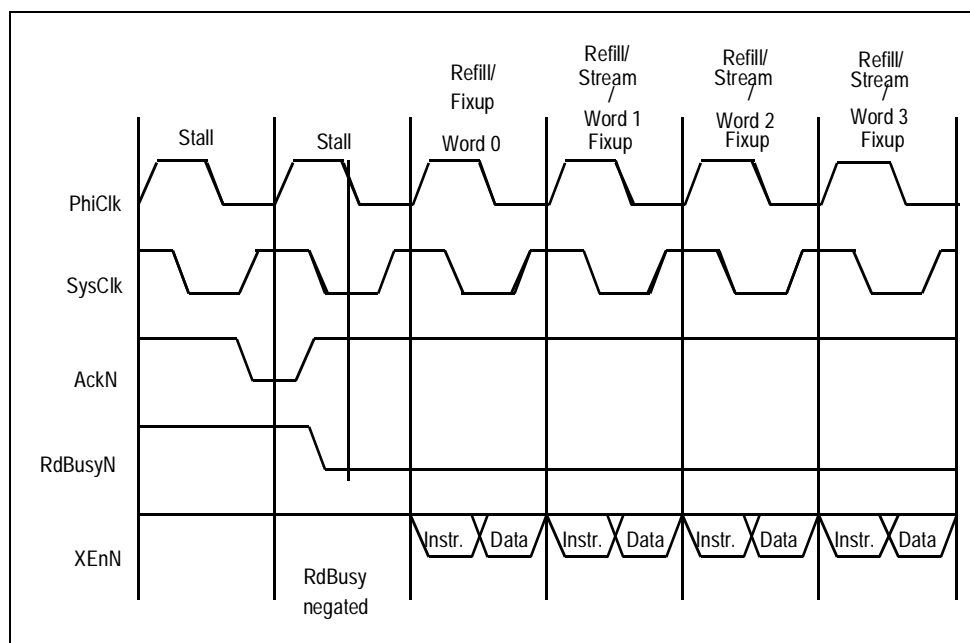 Refill/
Fixup
Word 0
Refill/
Stream
/
Word 1
Fixup
Refill/
Stream
/
Word 2
Fixup
Refill/
Stream
/
Word 3
Fixup
Stall
Stall
PhiClk
SysClk
AckN
RdBusyN
XEnN
Instr.
Data
Instr.
Data
Instr.
Data
Instr.
Data
RdBusy
negated